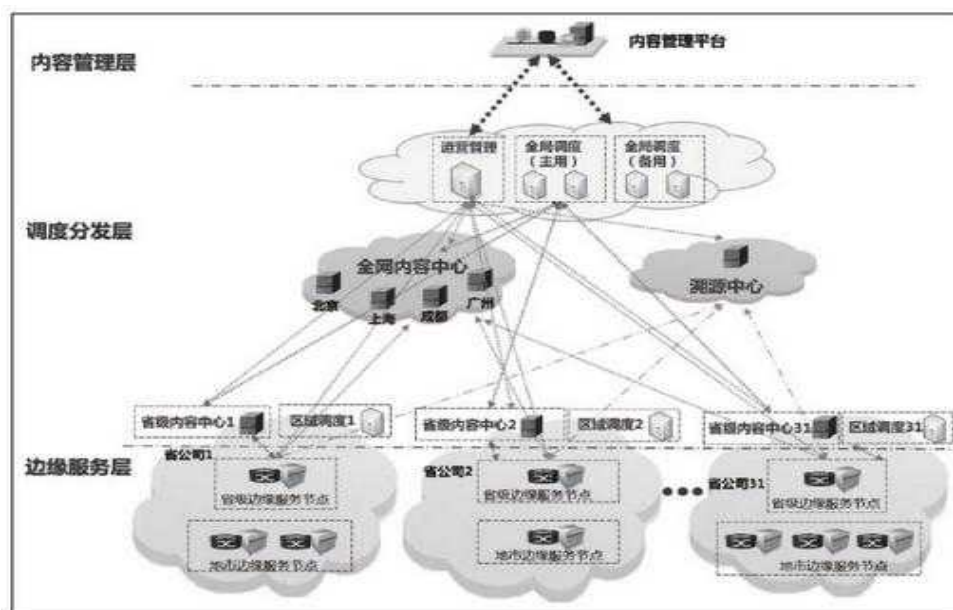 内容管理平台
内容管理层
运营管理
全局调度
（主用）
全局调度
（备用）
调度分发层
全网内容中心
北京
上海
成都
广州
溯源中心
省级内容中心1
区域调度1
省级内容中心2
区域调度2
省级内容中心31
区域调度31
边缘服务层
省公司1
省级边缘服务节点
地市边缘服务节点
省公司2
省级边缘服务节点
地市边缘服务节点
省公司31
省级边缘服务节点
地市边缘服务节点